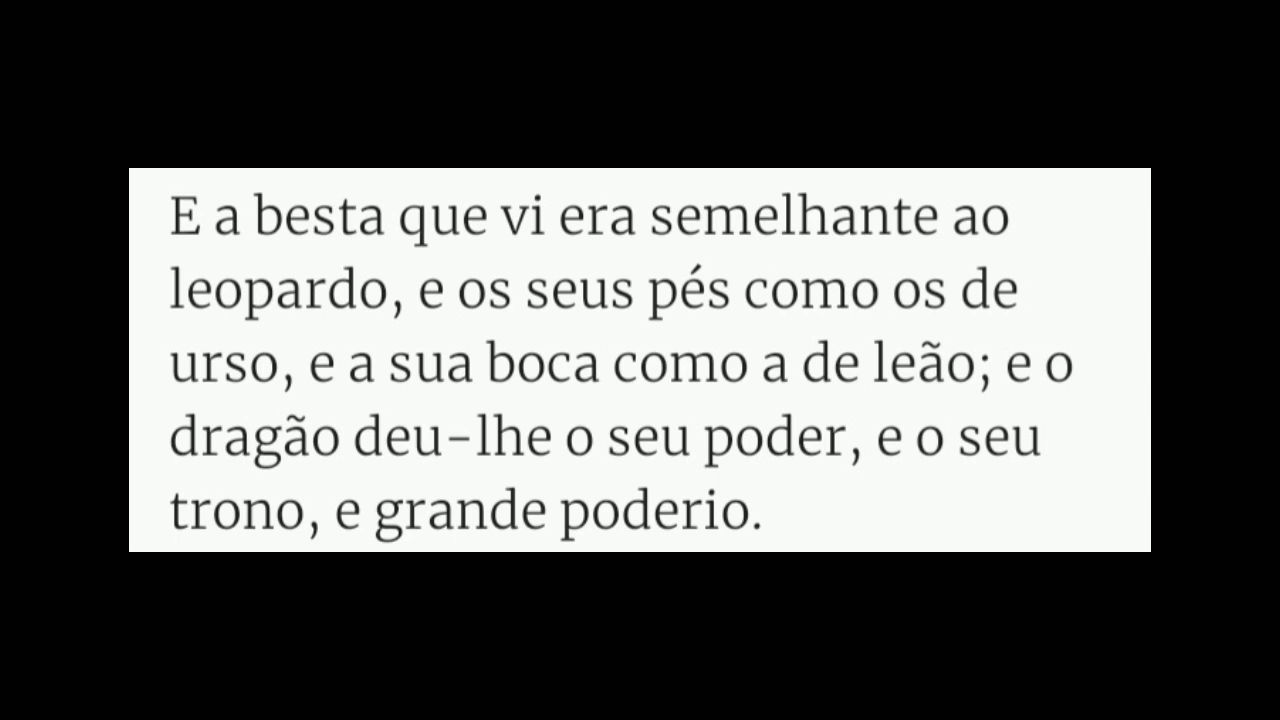 E a besta que vi era semelhante ao
leopardo, e os seus pés como os de
urso, e a sua boca como a de leão; e o
dragão deu-lhe o seu poder, e o seu
trono, e grande poderio.